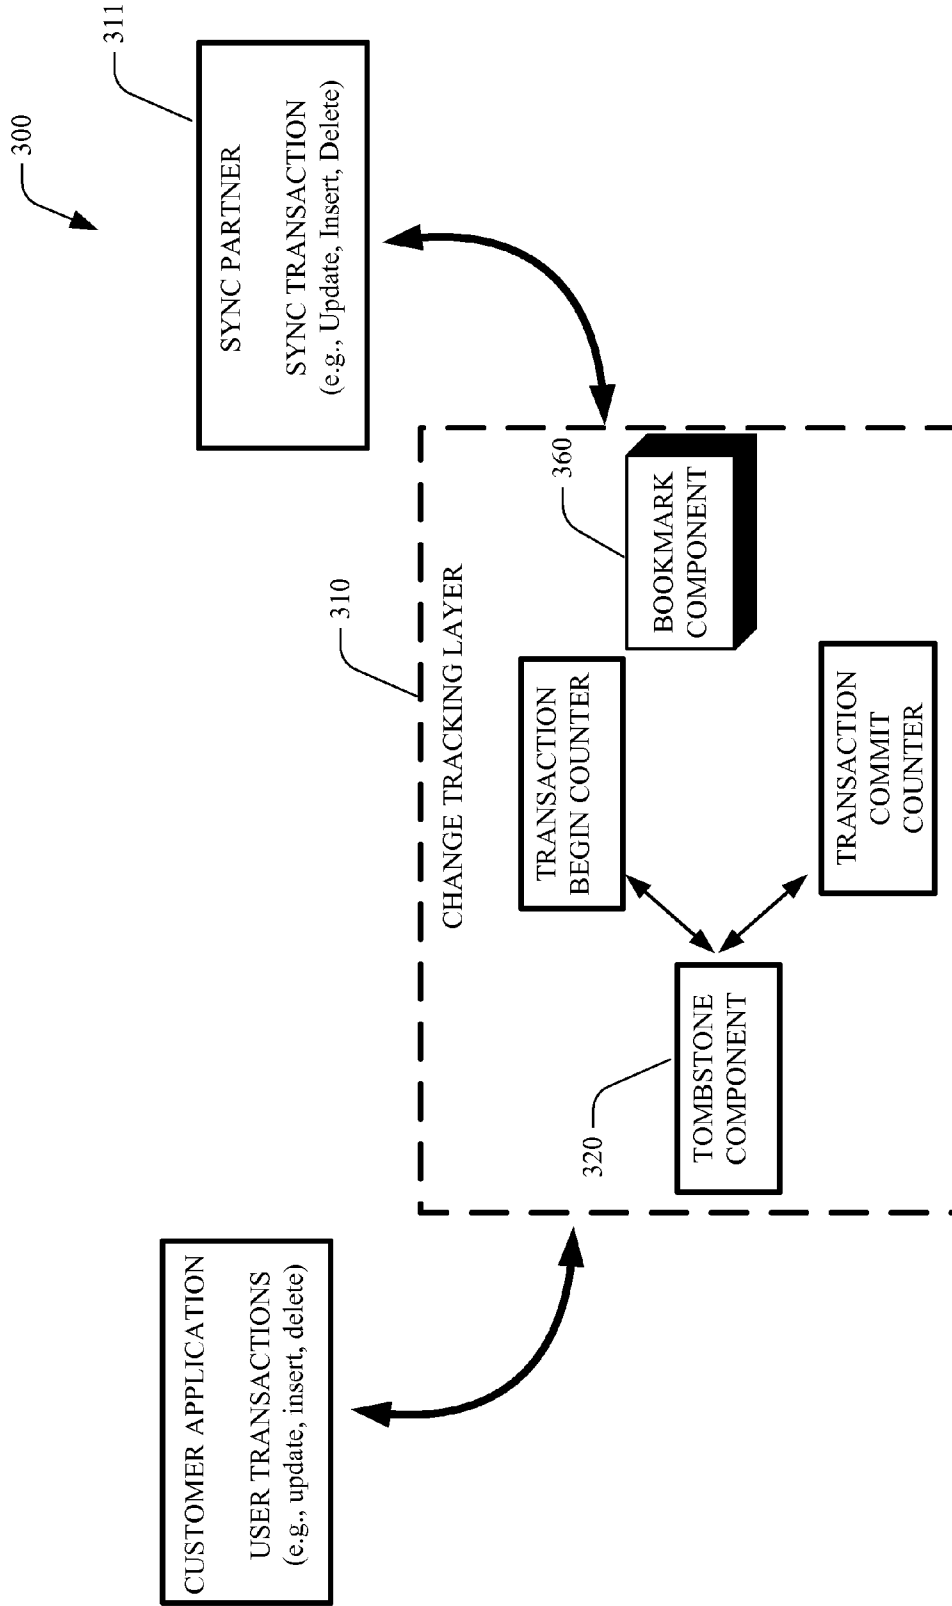 300
311
CUSTOMER APPLICATION
USER TRANSACTIONS
(e.g., update, insert, delete)
SYNC PARTNER
SYNC TRANSACTION
(e.g., Update, Insert, Delete)
310
CHANGE TRACKING LAYER
320
TOMBSTONE
COMPONENT
TRANSACTION
BEGIN COUNTER
360
BOOKMARK
COMPONENT
TRANSACTION
COMMIT
COUNTER